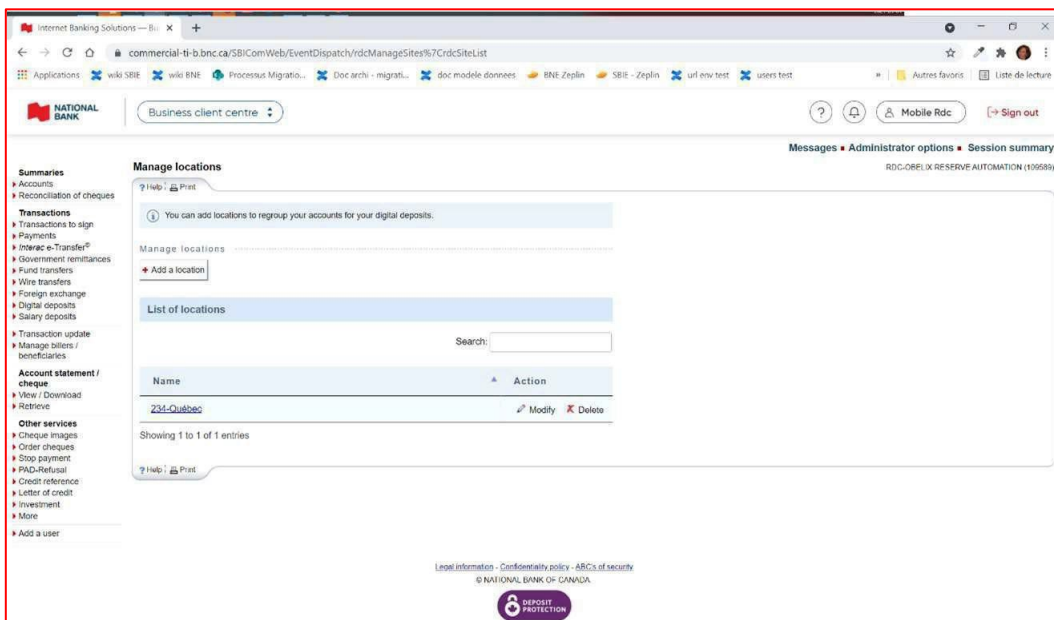 Internet Banking Solutions — Bu
commercial-ti-b.bnc.ca/SBIComWeb/EventDispatch/rdcManageSites%7CrdcSiteList
Applications wiki SBIE wiki BNE Processus Migratio... Doc archi - migrati... doc modele donnees BNE Zeplin SBIE - Zeplin url env test users test » Autres favoris Liste de lecture
NATIONAL
BANK
Business client centre
? Mobile Rdc Sign out
Messages Administrator options Session summary
RDC-OBELIX RESERVE AUTOMATION (109589)
Summaries
Accounts
Reconciliation of cheques
Transactions
Transactions to sign
Payments
Interac e-Transfer®
Government remittances
Fund transfers
Wire transfers
Foreign exchange
Digital deposits
Salary deposits
Transaction update
Manage billers /
beneficiaries
Account statement /
cheque
View / Download
Retrieve
Other services
Cheque images
Order cheques
Stop payment
PAD-Refusal
Credit reference
Letter of credit
Investment
More
Add a user
Manage locations
? Help Print
You can add locations to regroup your accounts for your digital deposits.
Manage locations
+ Add a location
List of locations
Search:
Name Action
234-Québec Modify X Delete
Showing 1 to 1 of 1 entries
? Help Print
Legal information - Confidentiality policy - ABC's of security
© NATIONAL BANK OF CANADA
DEPOSIT
PROTECTION